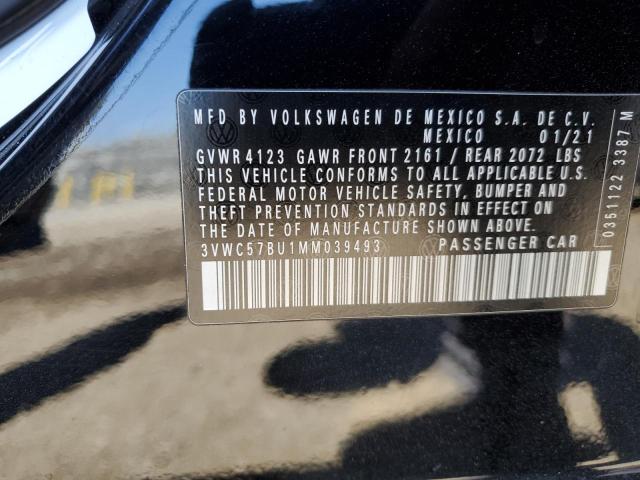 MFD BY VOLKSWAGEN DE MEXICO S.A. DE C.V.
MEXICO 01/21
GVWR 4123 GAWR FRONT 2161 / REAR 2072 LBS
THIS VEHICLE CONFORMS TO ALL APPLICABLE U.S.
FEDERAL MOTOR VEHICLE SAFETY, BUMPER AND
THEFT PREVENTION STANDARDS IN EFFECT ON
THE DATE OF MANUFACTURE SHOWN ABOVE.
3VWC57BU1MM039493 PASSENGER CAR
0351122 3387 M